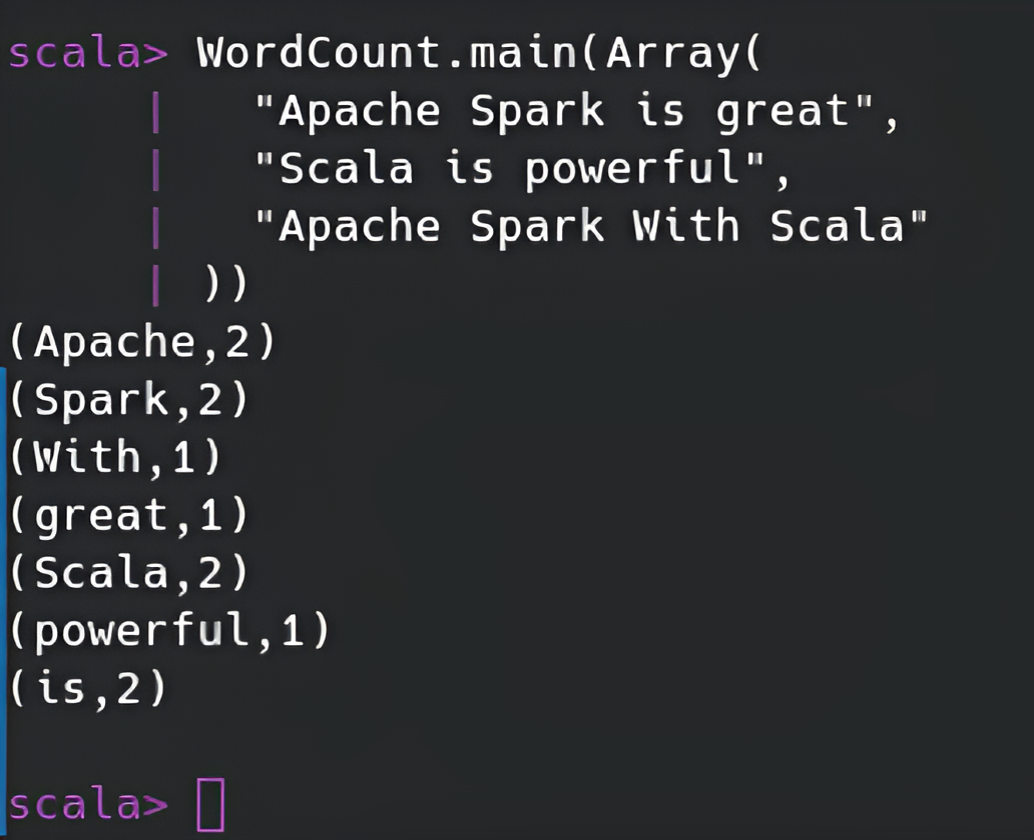 scala> WordCount.main(Array(
     |   "Apache Spark is great",
     |   "Scala is powerful",
     |   "Apache Spark With Scala"
     | ))
(Apache,2)
(Spark,2)
(With,1)
(great,1)
(Scala,2)
(powerful,1)
(is,2)
scala>